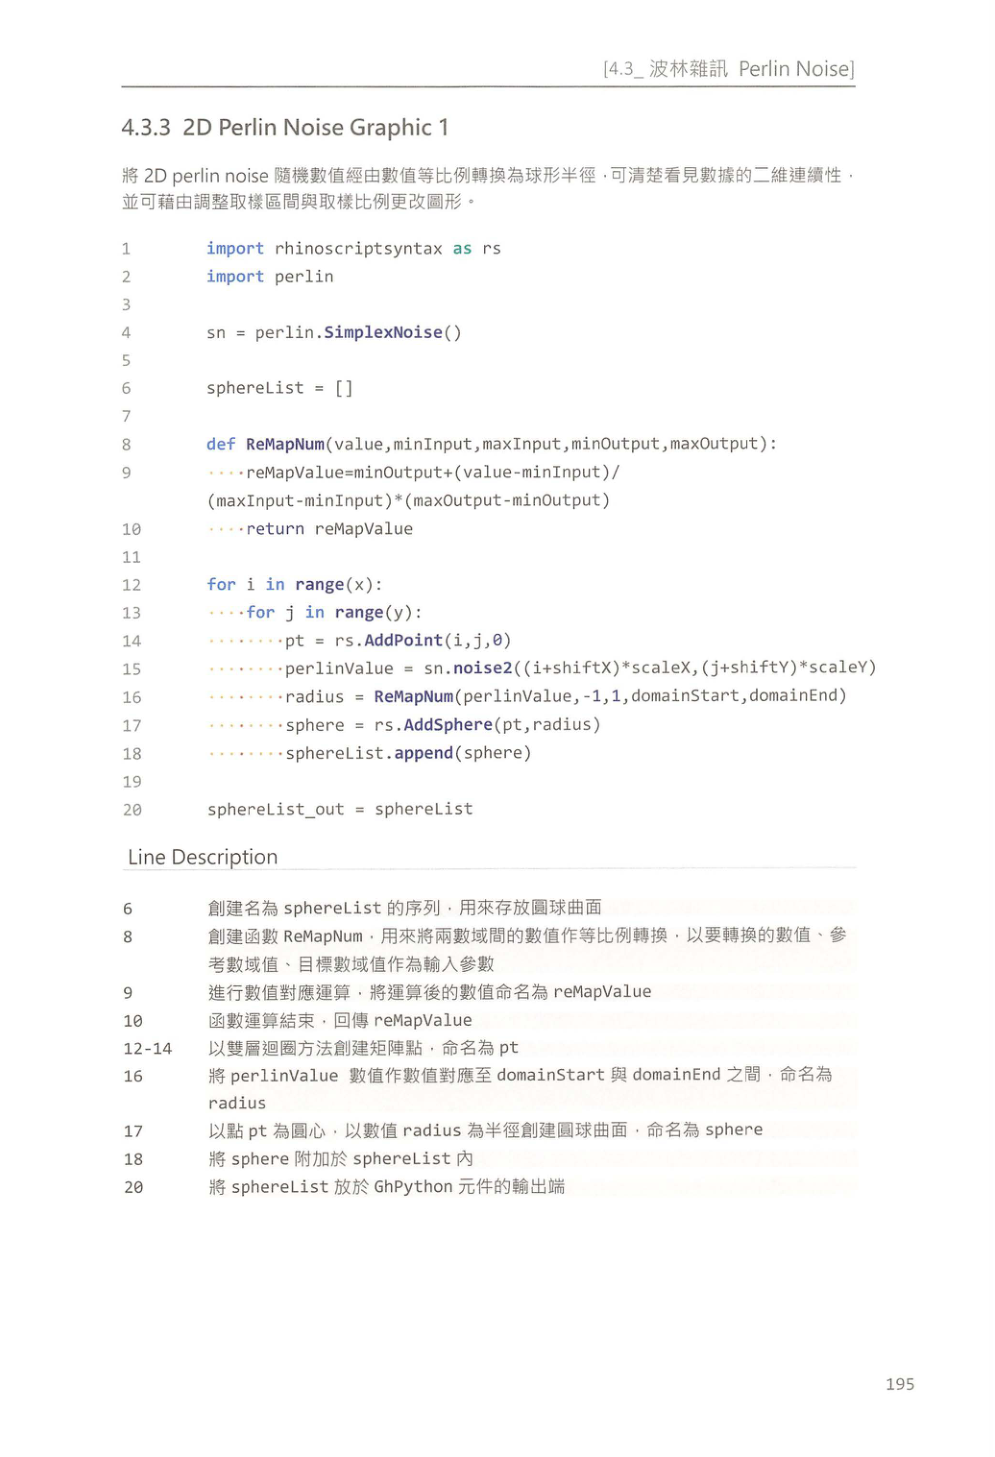 [4.3_ 波林雜訊 Perlin Noise]
4.3.3 2D Perlin Noise Graphic 1
將 2D perlin noise 隨機數值經由數值等比例轉換為球形半徑，可清楚看見數據的二維連續性，
並可藉由調整取樣區間與取樣比例更改圖形。
1 import rhinoscriptsyntax as rs
2 import perlin
3
4 sn = perlin.SimplexNoise()
5
6 sphereList = []
7
8 def ReMapNum(value,minInput,maxInput,minOutput,maxOutput):
9 ····reMapValue=minOutput+(value-minInput)/
(maxInput-minInput)*(maxOutput-minOutput)
10 ····return reMapValue
11
12 for i in range(x):
13 ····for j in range(y):
14 ········pt = rs.AddPoint(i,j,0)
15 ········perlinValue = sn.noise2((i+shiftX)*scaleX,(j+shiftY)*scaleY)
16 ········radius = ReMapNum(perlinValue,-1,1,domainStart,domainEnd)
17 ········sphere = rs.AddSphere(pt,radius)
18 ········sphereList.append(sphere)
19
20 sphereList_out = sphereList
Line Description
6 創建名為 sphereList 的序列，用來存放圓球曲面
8 創建函數 ReMapNum，用來將兩數域間的數值作等比例轉換，以要轉換的數值、參
考數域值、目標數域值作為輸入參數
9 進行數值對應運算，將運算後的數值命名為 reMapValue
10 函數運算結束，回傳 reMapValue
12-14 以雙層迴圈方法創建矩陣點，命名為 pt
16 將 perlinValue 數值作數值對應至 domainStart 與 domainEnd 之間，命名為
radius
17 以點 pt 為圓心，以數值 radius 為半徑創建圓球曲面，命名為 sphere
18 將 sphere 附加於 sphereList 內
20 將 sphereList 放於 GhPython 元件的輸出端
195